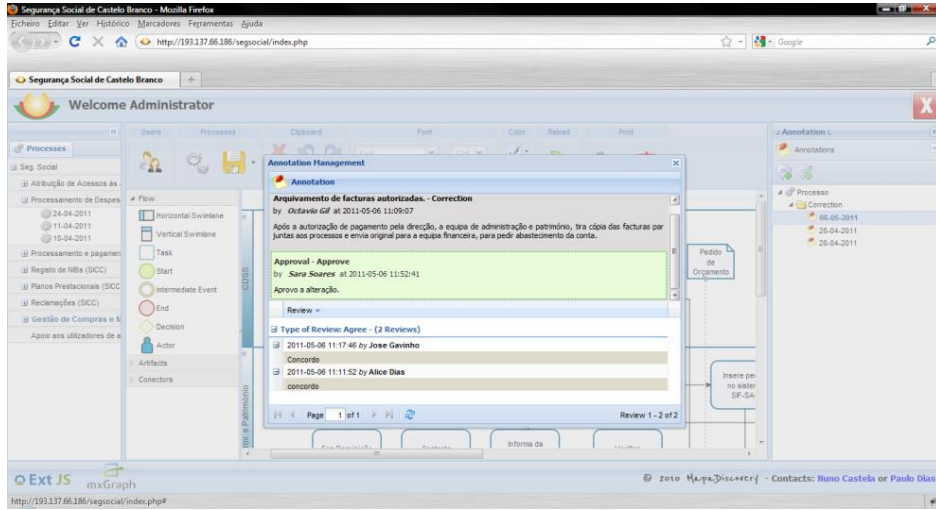 Segurança Social de Castelo Branco - Mozilla Firefox
Ficheiro Editar Ver Histórico Marcadores Ferramentas Ajuda
http://193.137.66.186/segsocial/index.php
Google
Segurança Social de Castelo Branco
Welcome Administrator
Users Processes Clipboard Font Color Reload Print
Processes
Seg. Social
Atribuição de Acessos às
Processamento de Despes
24-04-2011
11-04-2011
10-04-2011
Processamento e pagamen
Registo de NIBs (SICC)
Planos Prestacionais (SICC
Reclamações (SICC)
Gestão de Compras e
Apoio aos utilizadores de a
Flow
Horizontal Swimlane
Vertical Swimlane
Task
Start
Intermediate Event
End
Decision
Actor
Artifacts
Conectors
CDSS
rov. e Património
Annotation Management
Annotation
Arquivamento de facturas autorizadas. - Correction
by Octavio Gil at 2011-05-06 11:09:07
Após a autorização de pagamento pela direcção, a equipa de administração e patrimónío, tira cópia das facturas par
juntas aos processos e envia original para a equipa financeira, para pedir abastecimento da conta.
Approval - Approve
by Sara Soares at 2011-05-06 11:52:41
Aprovo a alteração.
Review
Type of Review: Agree - (2 Reviews)
2011-05-06 11:17:46 by Jose Gavinho
Concordo
2011-05-06 11:11:52 by Alice Dias
concordo
Page 1 of 1
Review 1 - 2 of 2
Informa da
Pedido
de
Orçamento
Insere pe
no sister
SIF-SA
:: Annotation ::
Annotations
Processo
Correction
06-05-2011
28-04-2011
28-04-2011
Ext JS
mxGraph
© 2010 MapaDiscovery - Contacts: Nuno Castela or Paulo Dias
http://193.137.66.186/segsocial/index.php#